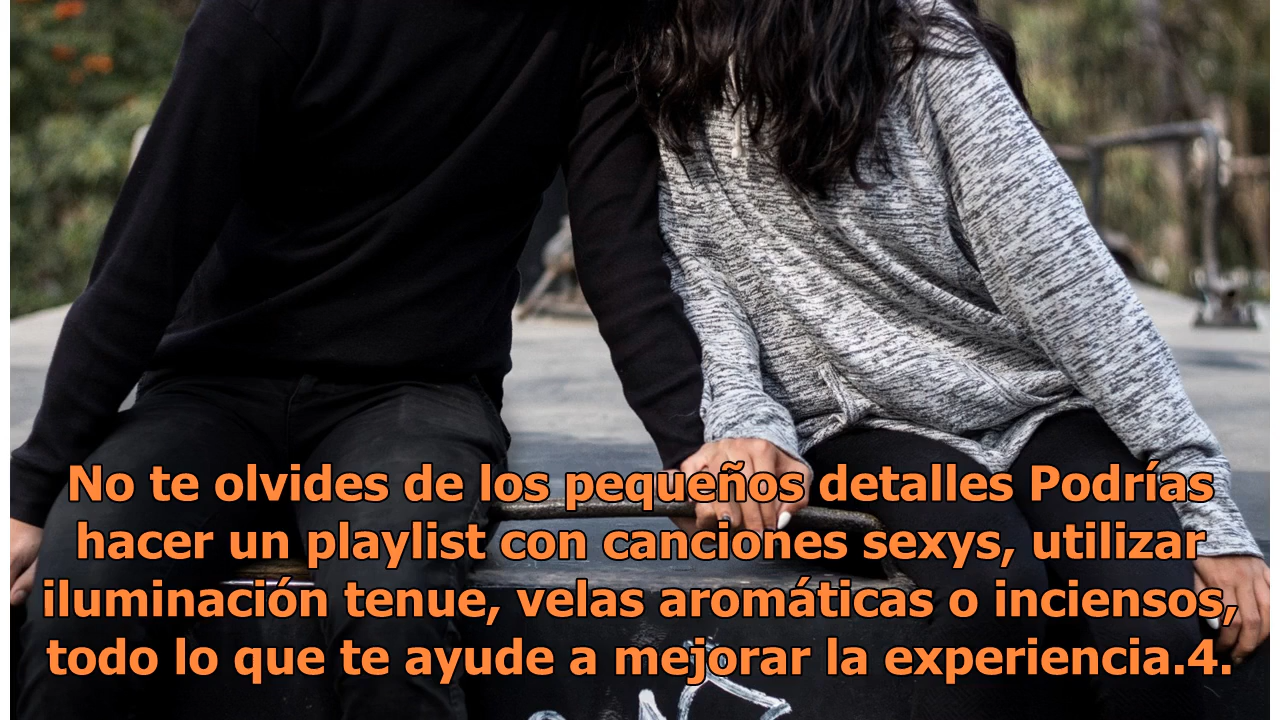 No te olvides de los pequeños detalles Podrías
hacer un playlist con canciones sexys, utilizar
iluminación tenue, velas aromáticas o inciensos,
todo lo que te ayude a mejorar la experiencia.4.